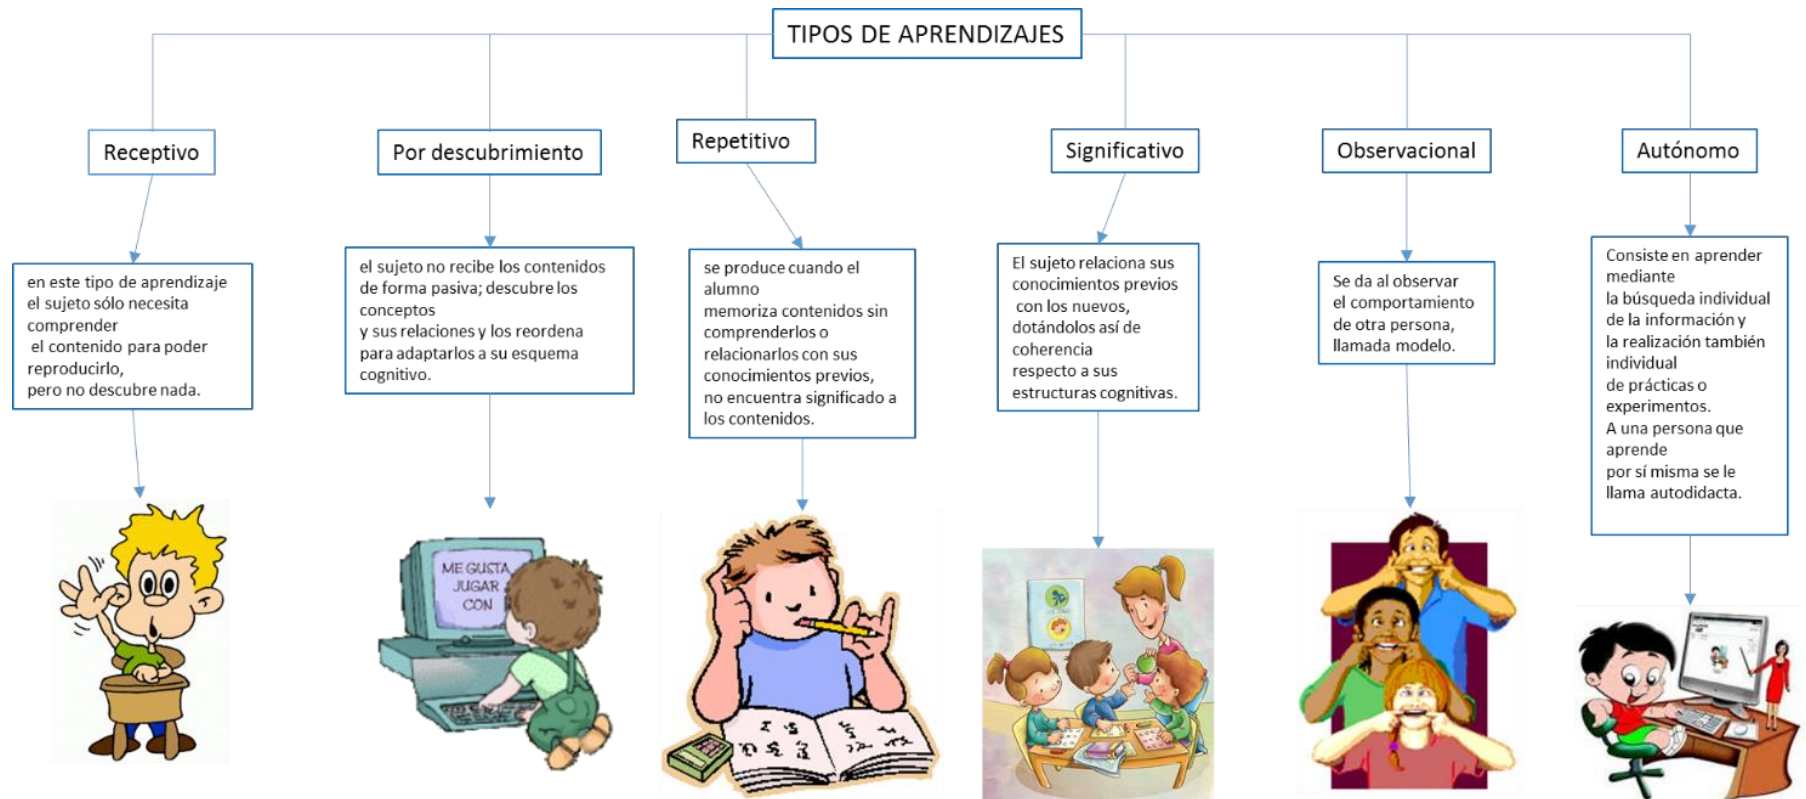 TIPOS DE APRENDIZAJES
Receptivo
Por descubrimiento
Repetitivo
Significativo
Observacional
Autónomo
en este tipo de aprendizaje
el sujeto sólo necesita
comprender
el contenido para poder
reproducirlo,
pero no descubre nada.
el sujeto no recibe los contenidos
de forma pasiva; descubre los
conceptos
y sus relaciones y los reordena
para adaptarlos a su esquema
cognitivo.
se produce cuando el
alumno
memoriza contenidos sin
comprenderlos o
relacionarlos con sus
conocimientos previos,
no encuentra significado a
los contenidos.
El sujeto relaciona sus
conocimientos previos
con los nuevos,
dotándolos así de
coherencia
respecto a sus
estructuras cognitivas.
Se da al observar
el comportamiento
de otra persona,
llamada modelo.
Consiste en aprender
mediante
la búsqueda individual
de la información y
la realización también
individual
de prácticas o
experimentos.
A una persona que
aprende
por sí misma se le
llama autodidacta.
ME GUSTA
JUGAR
CON